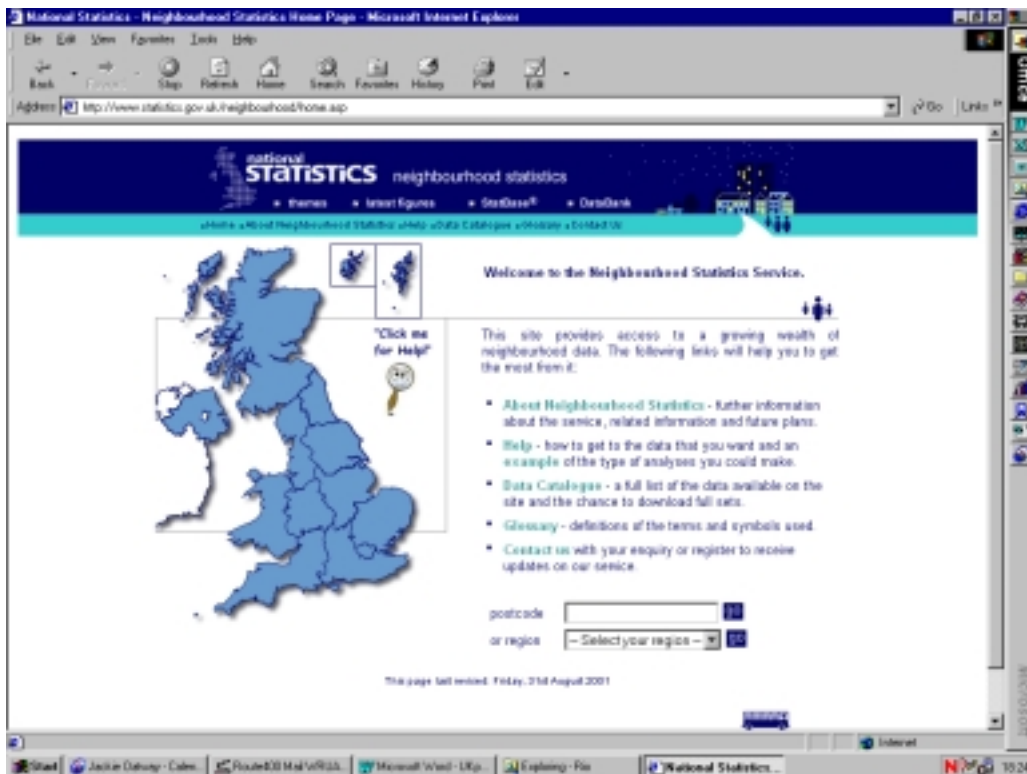 National Statistics - Neighbourhood Statistics Home Page - Microsoft Internet Explorer
File Edit View Favorites Tools Help
Back Stop Refresh Home Search Favorites History Print Edit
Address http://www.statistics.gov.uk/neighbourhood/home.asp Go Links »
national
STATISTICS neighbourhood statistics
themes latest figures StatBase® DataBank
Home About Neighbourhood Statistics Help Data Catalogue Glossary Contact Us
Welcome to the Neighbourhood Statistics Service.
"Click me
for Help!"
This site provides access to a growing wealth of
neighbourhood data. The following links will help you to get
the most from it:
• About Neighbourhood Statistics - further information
about the service, related information and future plans.
• Help - how to get to the data that you want and an
example of the type of analyses you could make.
• Data Catalogue - a full list of the data available on the
site and the chance to download full sets.
• Glossary - definitions of the terms and symbols used.
• Contact us with your enquiry or register to receive
updates on our service.
postcode go
or region -- Select your region -- go
This page last revised: Friday, 31st August 2001
Internet
Start Microsoft Word Exploring National Statistics...